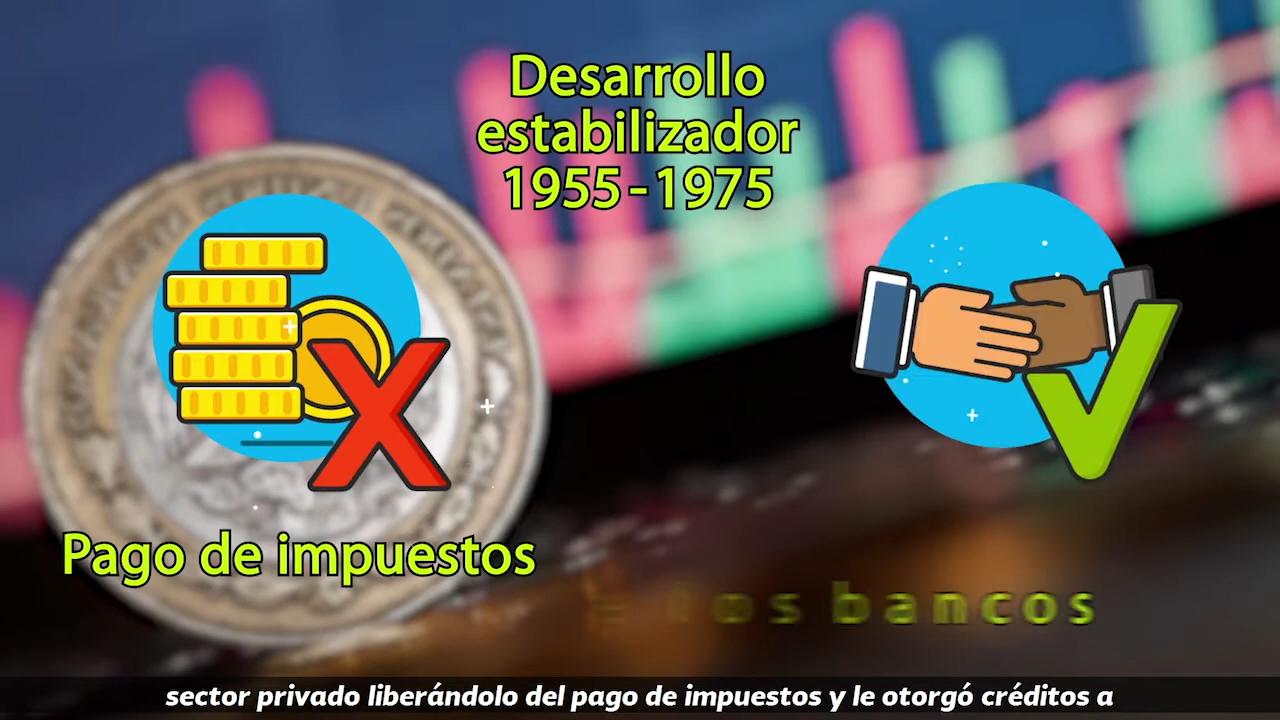 Desarrollo
estabilizador
1955-1975
Pago de impuestos
los bancos
sector privado liberándolo del pago de impuestos y le otorgó créditos a